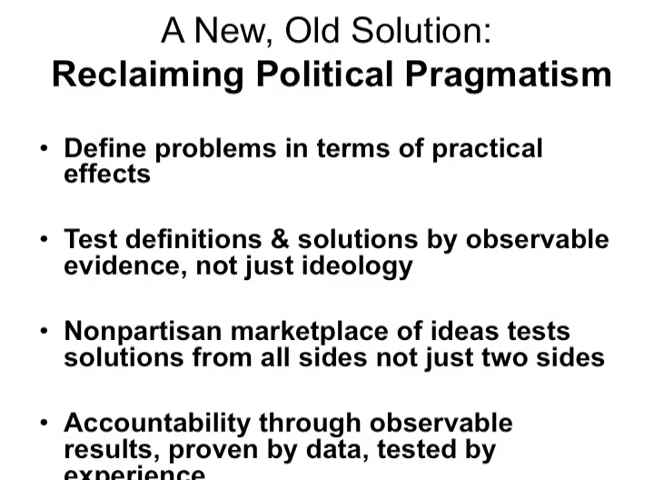 A New, Old Solution:
Reclaiming Political Pragmatism
• Define problems in terms of practical
effects
• Test definitions & solutions by observable
evidence, not just ideology
• Nonpartisan marketplace of ideas tests
solutions from all sides not just two sides
• Accountability through observable
results, proven by data, tested by
experience